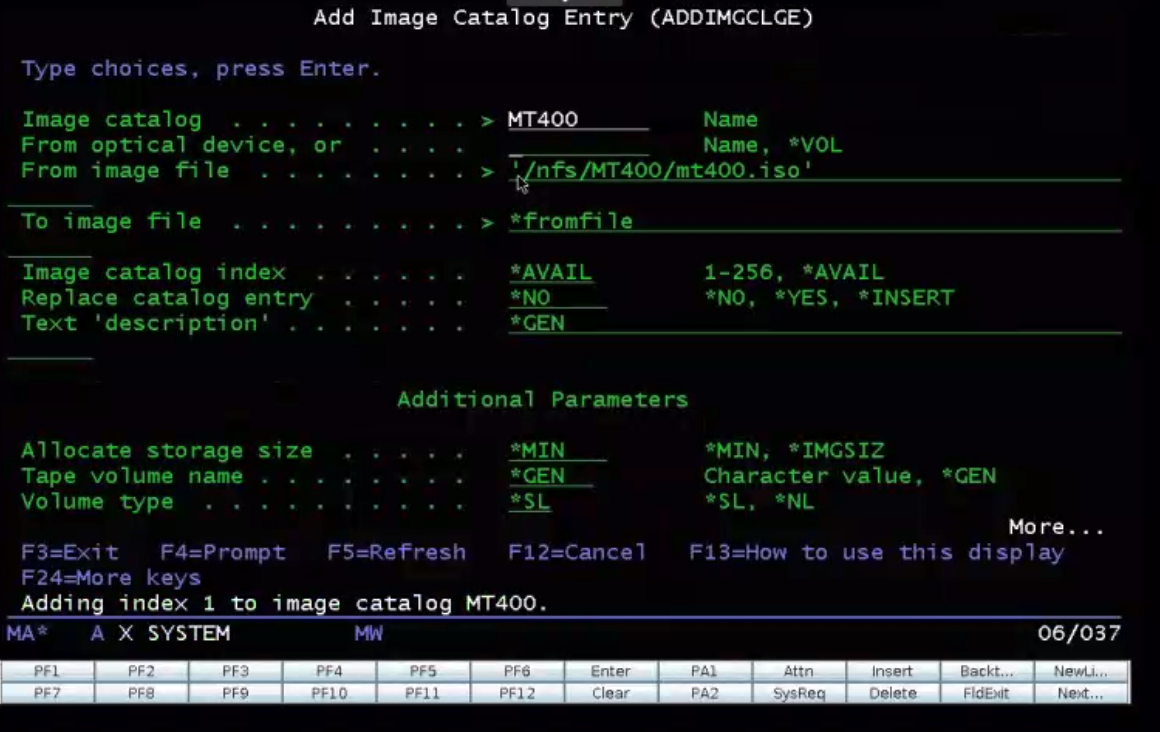 Add Image Catalog Entry (ADDIMGCLGE)
Type choices, press Enter.
Image catalog . . . . . . . . . . > MT400 Name
From optical device, or . . . . Name, *VOL
From image file . . . . . . . . . > '/nfs/MT400/mt400.iso'
To image file . . . . . . . . . . > *fromfile
Image catalog index . . . . . . *AVAIL 1-256, *AVAIL
Replace catalog entry . . . . . *NO *NO, *YES, *INSERT
Text 'description' . . . . . . . *GEN
Additional Parameters
Allocate storage size . . . . . *MIN *MIN, *IMGSIZ
Tape volume name . . . . . . . . *GEN Character value, *GEN
Volume type . . . . . . . . . . *SL *SL, *NL
More...
F3=Exit F4=Prompt F5=Refresh F12=Cancel F13=How to use this display
F24=More keys
Adding index 1 to image catalog MT400.
MA* A X SYSTEM MW 06/037
PF1 PF2 PF3 PF4 PF5 PF6 Enter PA1 Attn Insert Backt... NewLi...
PF7 PF8 PF9 PF10 PF11 PF12 Clear PA2 SysReq Delete FldExit Next...